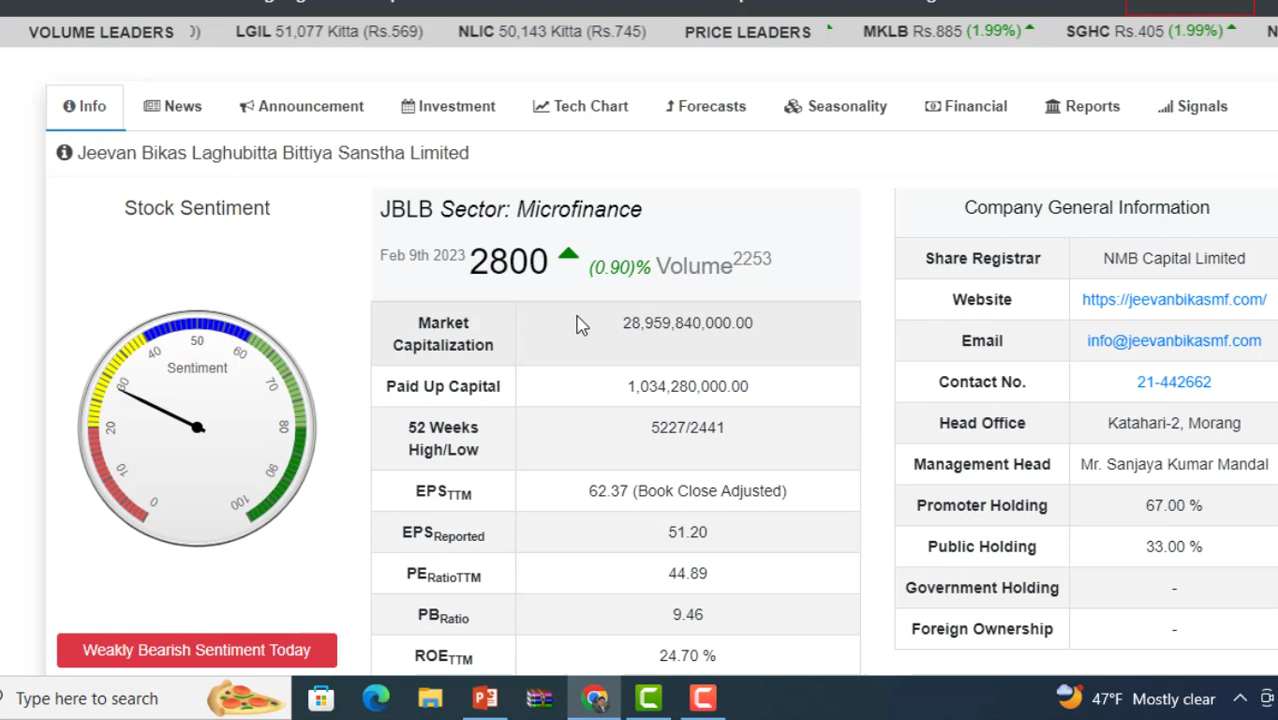 VOLUME LEADERS )) LGIL 51,077 Kitta (Rs.569) NLIC 50,143 Kitta (Rs.745) PRICE LEADERS MKLB Rs.885 (1.99%) SGHC Rs.405 (1.99%) N
Info News Announcement Investment Tech Chart Forecasts Seasonality Financial Reports Signals
Jeevan Bikas Laghubitta Bittiya Sanstha Limited
Stock Sentiment
0 10 20 30 40 50 60 70 80 90 100
Sentiment
Weakly Bearish Sentiment Today
JBLB Sector: Microfinance
Feb 9th 2023 2800 (0.90)% Volume2253
Market Capitalization 28,959,840,000.00
Paid Up Capital 1,034,280,000.00
52 Weeks High/Low 5227/2441
EPSTTM 62.37 (Book Close Adjusted)
EPSReported 51.20
PERatioTTM 44.89
PBRatio 9.46
ROETTM 24.70 %
Company General Information
Share Registrar NMB Capital Limited
Website https://jeevanbikasmf.com/
Email info@jeevanbikasmf.com
Contact No. 21-442662
Head Office Katahari-2, Morang
Management Head Mr. Sanjaya Kumar Mandal
Promoter Holding 67.00 %
Public Holding 33.00 %
Government Holding -
Foreign Ownership -
Type here to search
47°F Mostly clear